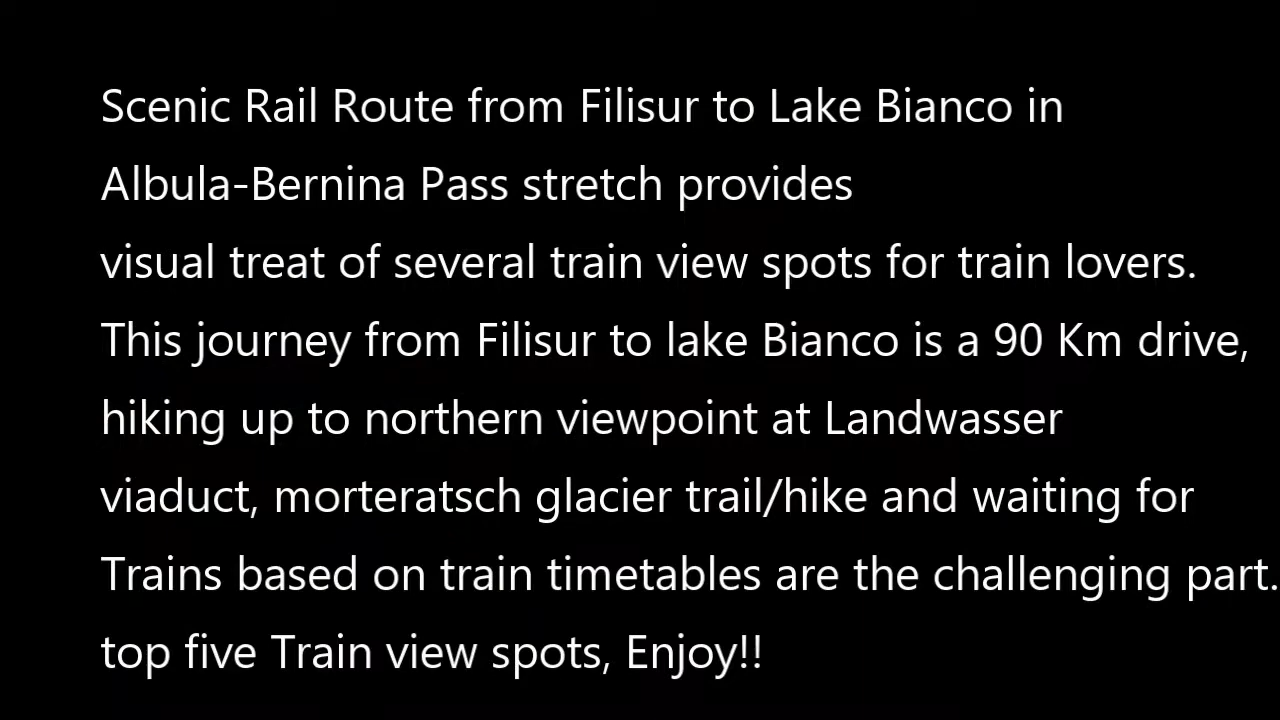 Scenic Rail Route from Filisur to Lake Bianco in
Albula-Bernina Pass stretch provides
visual treat of several train view spots for train lovers.
This journey from Filisur to lake Bianco is a 90 Km drive,
hiking up to northern viewpoint at Landwasser
viaduct, morteratsch glacier trail/hike and waiting for
Trains based on train timetables are the challenging part.
top five Train view spots, Enjoy!!